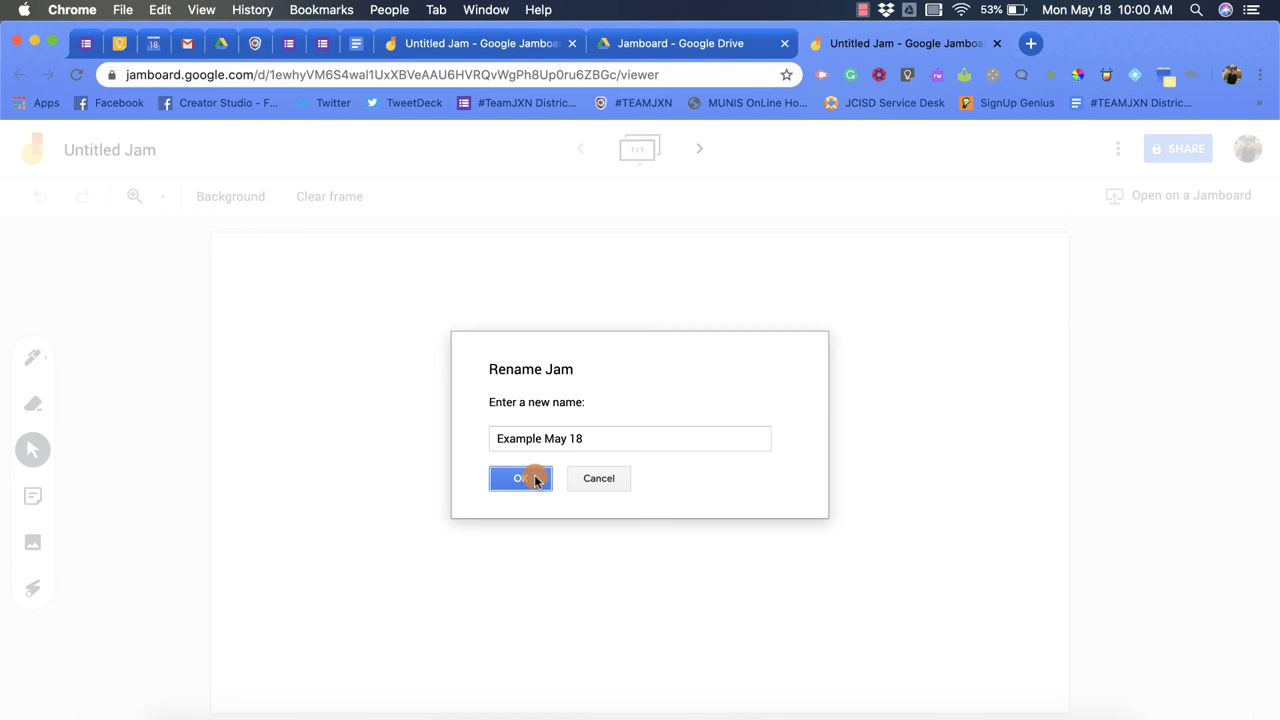 Chrome File Edit View History Bookmarks People Tab Window Help 53% Mon May 18 10:00 AM
Untitled Jam - Google Jamboa Jamboard - Google Drive Untitled Jam - Google Jamboa
jamboard.google.com/d/1ewhyVM6S4wal1UxXBVeAAU6HVRQvWgPh8Up0ru6ZBGc/viewer
Apps Facebook Creator Studio - F... Twitter TweetDeck #TeamJXN Distric... #TEAMJXN MUNIS OnLine Ho... JCISD Service Desk SignUp Genius #TEAMJXN Distric... »
Untitled Jam 1/1 SHARE
Background Clear frame Open on a Jamboard
Rename Jam
Enter a new name:
Example May 18
OK Cancel